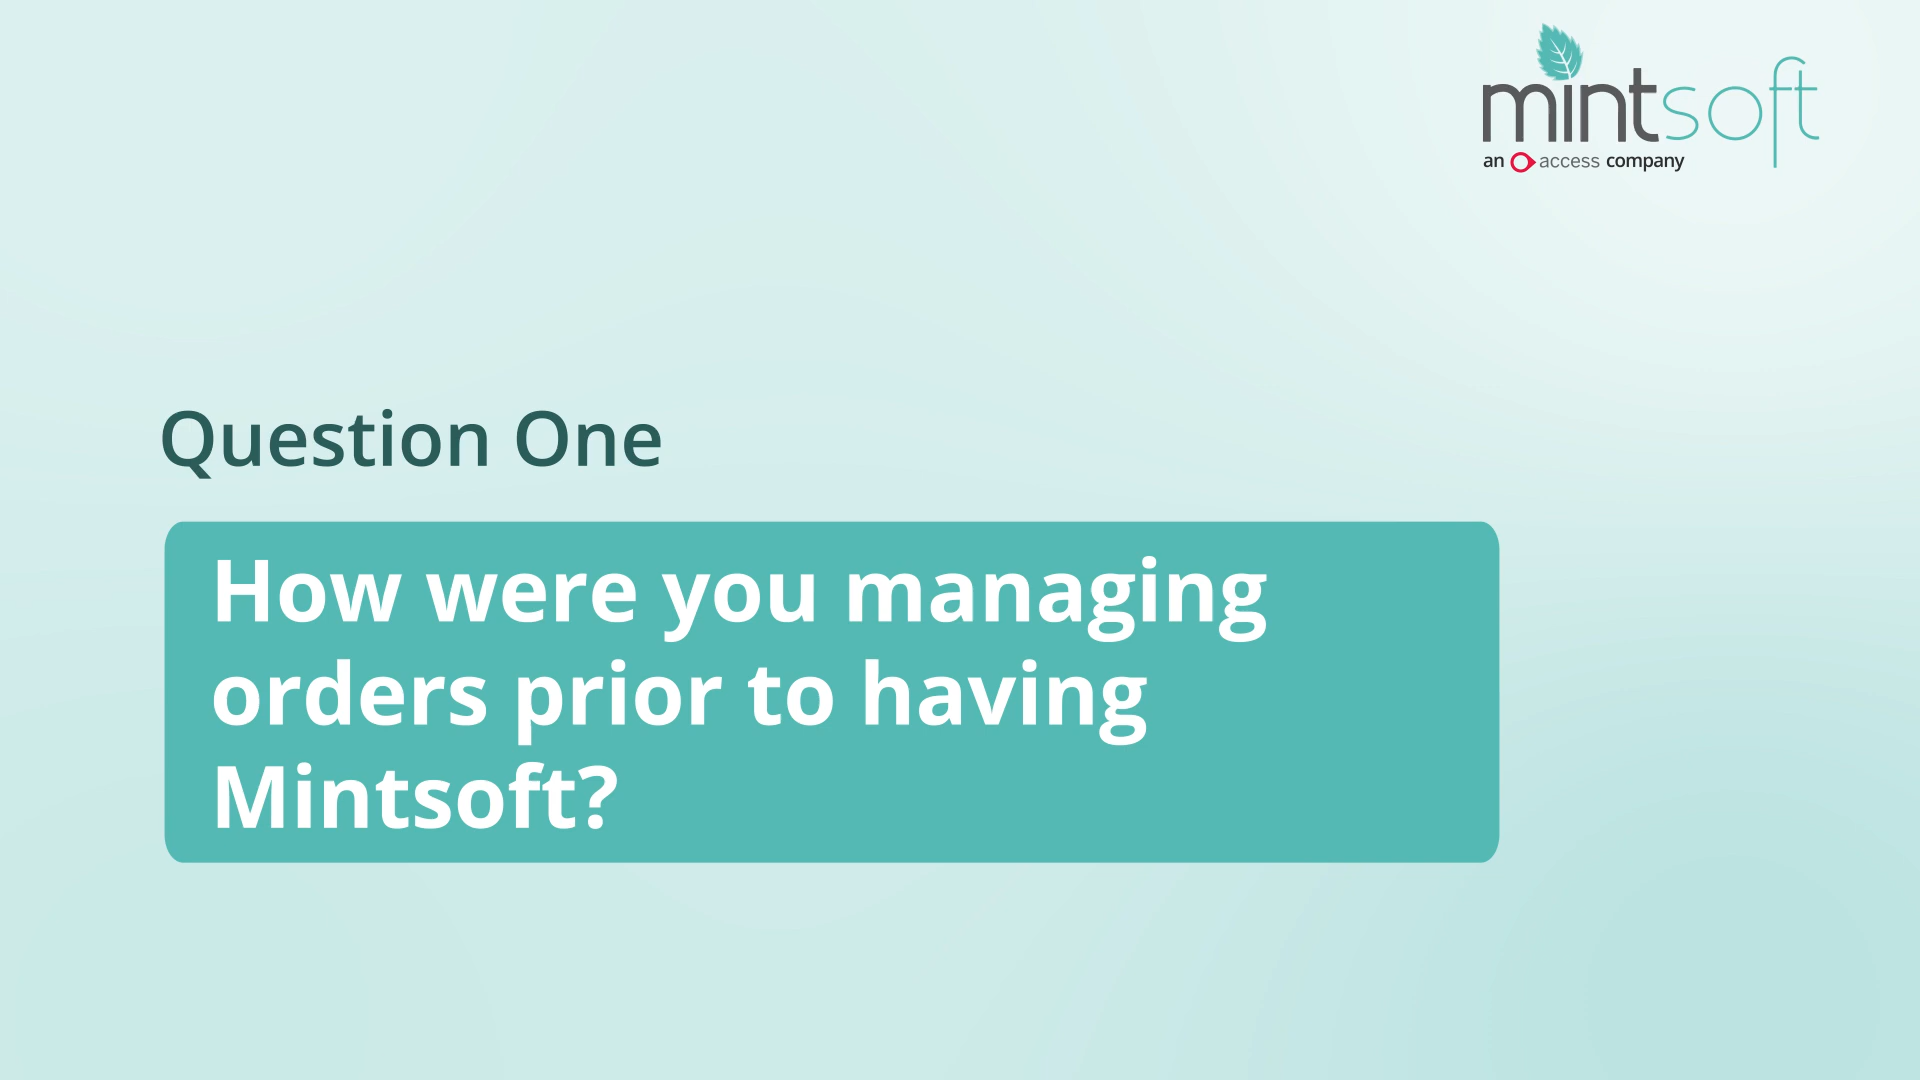 mintsoft
an access company
Question One
How were you managing
orders prior to having
Mintsoft?